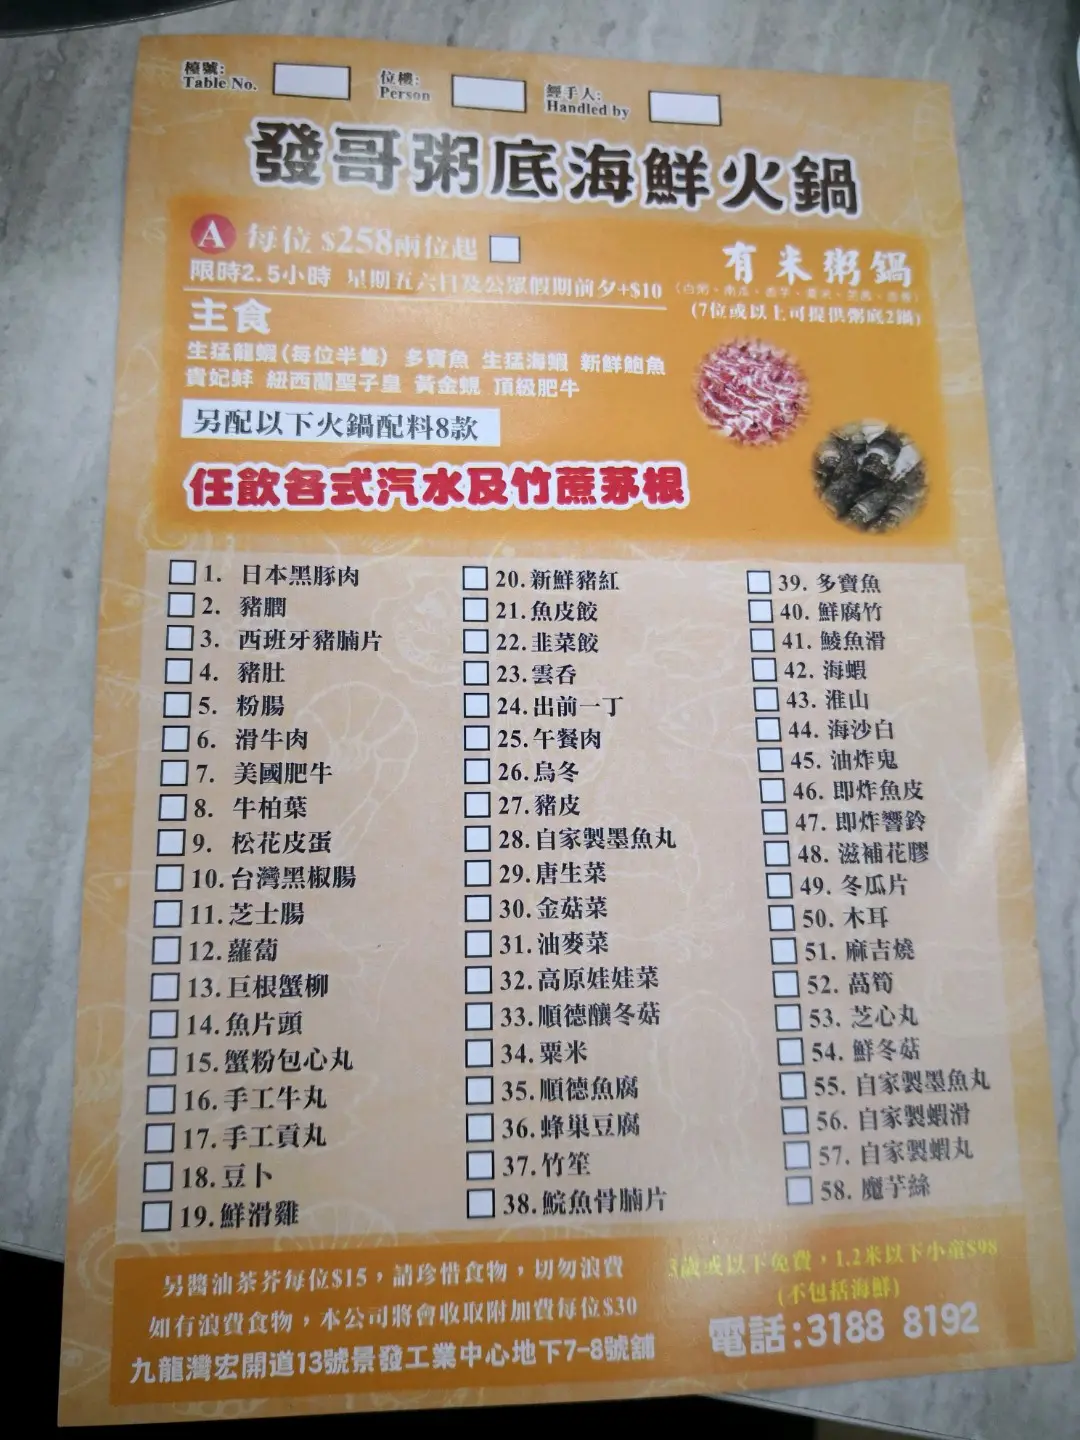 檯號:
Table No.
位樓:
Person
經手人:
Handled by
發哥粥底海鮮火鍋
A 每位 $258兩位起
限時2.5小時 星期五六日及公眾假期前夕+$10
有米粥鍋
(7位或以上可提供粥底2鍋)
主食
生猛龍蝦(每位半隻) 多寶魚 生猛海蝦 新鮮鮑魚
貴妃蚌 紐西蘭聖子皇 黃金蜆 頂級肥牛
另配以下火鍋配料8款
任飲各式汽水及竹蔗茅根
1. 日本黑豚肉
2. 豬膶
3. 西班牙豬腩片
4. 豬肚
5. 粉腸
6. 滑牛肉
7. 美國肥牛
8. 牛柏葉
9. 松花皮蛋
10.台灣黑椒腸
11.芝士腸
12.蘿蔔
13.巨根蟹柳
14.魚片頭
15.蟹粉包心丸
16.手工牛丸
17.手工貢丸
18.豆卜
19.鮮滑雞
20.新鮮豬紅
21.魚皮餃
22.韭菜餃
23.雲吞
24.出前一丁
25.午餐肉
26.烏冬
27.豬皮
28.自家製墨魚丸
29.唐生菜
30.金菇菜
31.油麥菜
32.高原娃娃菜
33.順德釀冬菇
34.粟米
35.順德魚腐
36.蜂巢豆腐
37.竹笙
38.鯇魚骨腩片
39. 多寶魚
40. 鮮腐竹
41. 鯪魚滑
42. 海蝦
43. 淮山
44. 海沙白
45. 油炸鬼
46. 即炸魚皮
47. 即炸響鈴
48. 滋補花膠
49. 冬瓜片
50. 木耳
51. 麻吉燒
52. 萵筍
53. 芝心丸
54. 鮮冬菇
55. 自家製墨魚丸
56. 自家製蝦滑
57. 自家製蝦丸
58. 魔芋絲
另醬油茶芥每位$15，請珍惜食物，切勿浪費
如有浪費食物，本公司將會收取附加費每位$30
九龍灣宏開道13號景發工業中心地下7-8號舖
3歲或以下免費，1.2米以下小童$98
(不包括海鮮)
電話:3188 8192